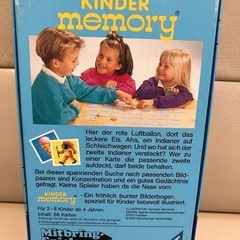 KINDER
memory®
Hier der rote Luftballon, dort das
leckere Eis. Aha, ein Indianer auf
Schleichwegen. Und wo hat sich der
zweite Indianer versteckt? Wer zu
einer Karte die passende zweite
aufdeckt, darf beide behalten.
Bei dieser spannenden Suche nach passenden Bild-
paaren sind Konzentration und ein gutes Gedächtnis
gefragt. Kleine Spieler haben da die Nase vorn.
KINDER
memory
- Ein fröhlich bunter Bilderbogen,
speziell für Kinder liebevoll illustriert.
Für 2 - 8 Kinder ab 4 Jahren.
Inhalt: 66 Karten
Mitbring